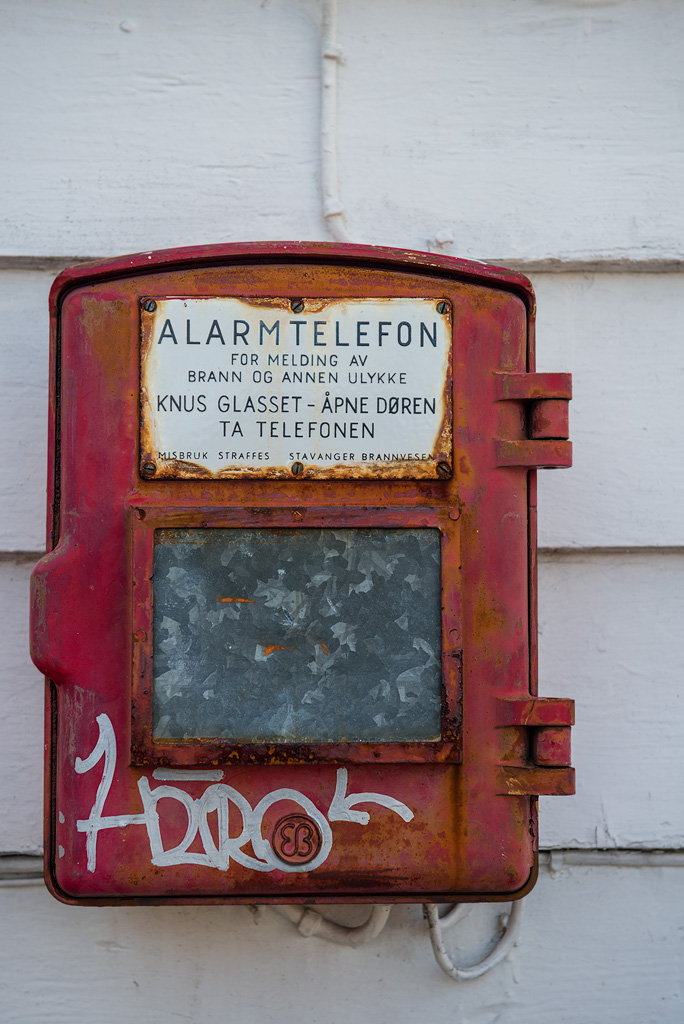 ALARMTELEFON
FOR MELDING AV
BRANN OG ANNEN ULYKKE
KNUS GLASSET - ÅPNE DØREN
TA TELEFONEN
MISBRUK STRAFFES STAVANGER BRANNVESEN